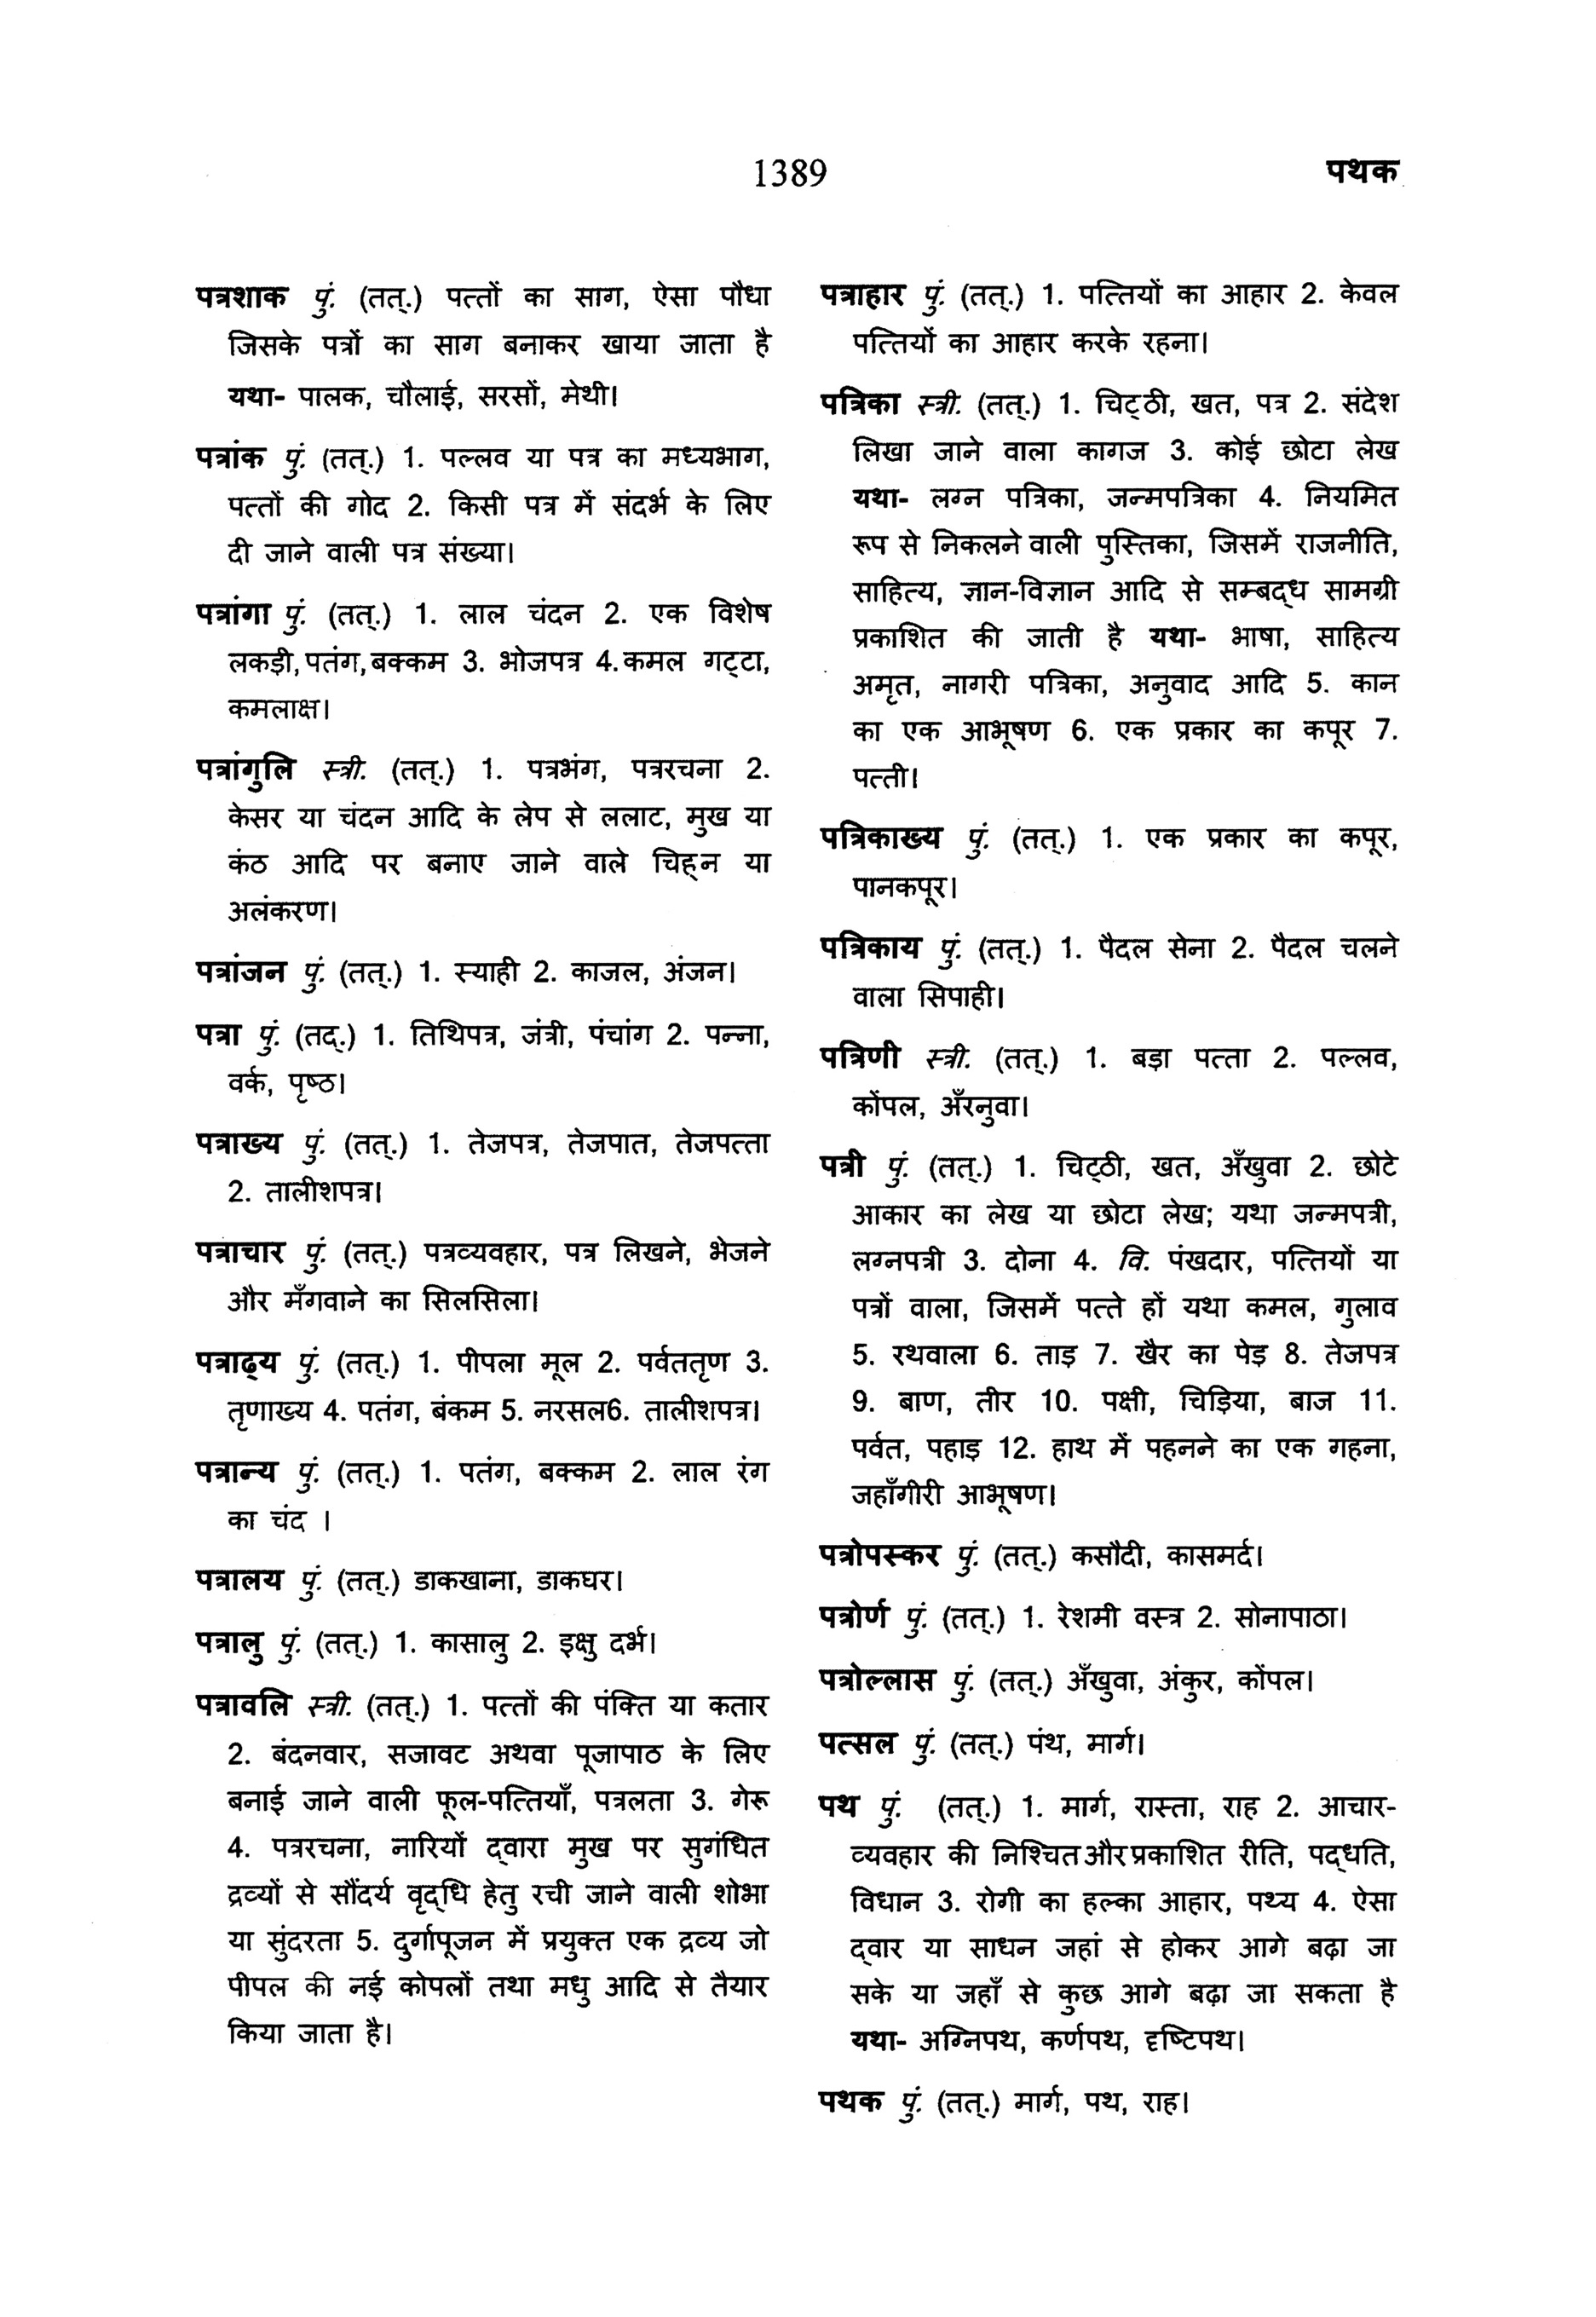 1389
पथक
पत्रशाक पुं. (तत्.) पत्तों का साग, ऐसा पौधा
जिसके पत्रों का साग बनाकर खाया जाता है
यथा- पालक, चौलाई, सरसों, मेथी।
पत्रांक पुं. (तत्.) 1. पल्लव या पत्र का मध्यभाग,
पत्तों की गोद 2. किसी पत्र में संदर्भ के लिए
दी जाने वाली पत्र संख्या।
पत्रांगा पुं. (तत्.) 1. लाल चंदन 2. एक विशेष
लकड़ी, पतंग, बक्कम 3. भोजपत्र 4. कमल गट्टा,
कमलाक्ष।
पत्रांगुलि स्त्री. (तत्.) 1. पत्रभंग, पत्ररचना 2.
केसर या चंदन आदि के लेप से ललाट, मुख या
कंठ आदि पर बनाए जाने वाले चिह्न या
अलंकरण।
पत्रांजन पुं. (तत्.) 1. स्याही 2. काजल, अंजन।
पत्रा पुं. (तद्.) 1. तिथिपत्र, जंत्री, पंचांग 2. पन्ना,
वर्क, पृष्ठ।
पत्राख्य पुं. (तत्.) 1. तेजपत्र, तेजपात, तेजपत्ता
2. तालीशपत्र।
पत्राचार पुं. (तत्.) पत्रव्यवहार, पत्र लिखने, भेजने
और मँगवाने का सिलसिला।
पत्राढ्य पुं. (तत्.) 1. पीपला मूल 2. पर्वततृण 3.
तृणाख्य 4. पतंग, बंकम 5. नरसल6. तालीशपत्र।
पत्रान्य पुं. (तत्.) 1. पतंग, बक्कम 2. लाल रंग
का चंद ।
पत्रालय पुं. (तत्.) डाकखाना, डाकघर।
पत्रालु पुं. (तत्.) 1. कासालु 2. इक्षु दर्भ।
पत्रावलि स्त्री. (तत्.) 1. पत्तों की पंक्ति या कतार
2. बंदनवार, सजावट अथवा पूजापाठ के लिए
बनाई जाने वाली फूल-पत्तियाँ, पत्रलता 3. गेरू
4. पत्ररचना, नारियों द्वारा मुख पर सुगंधित
द्रव्यों से सौंदर्य वृद्धि हेतु रची जाने वाली शोभा
या सुंदरता 5. दुर्गापूजन में प्रयुक्त एक द्रव्य जो
पीपल की नई कोपलों तथा मधु आदि से तैयार
किया जाता है।
पत्राहार पुं. (तत्.) 1. पत्तियों का आहार 2. केवल
पत्तियों का आहार करके रहना।
पत्रिका स्त्री. (तत्.) 1. चिट्ठी, खत, पत्र 2. संदेश
लिखा जाने वाला कागज 3. कोई छोटा लेख
यथा- लग्न पत्रिका, जन्मपत्रिका 4. नियमित
रूप से निकलने वाली पुस्तिका, जिसमें राजनीति,
साहित्य, ज्ञान-विज्ञान आदि से सम्बद्ध सामग्री
प्रकाशित की जाती है यथा- भाषा, साहित्य
अमृत, नागरी पत्रिका, अनुवाद आदि 5. कान
का एक आभूषण 6. एक प्रकार का कपूर 7.
पत्ती।
पत्रिकाख्य पुं. (तत्.) 1. एक प्रकार का कपूर,
पानकपूर।
पत्रिकाय पुं. (तत्.) 1. पैदल सेना 2. पैदल चलने
वाला सिपाही।
पत्रिणी स्त्री. (तत्.) 1. बड़ा पत्ता 2. पल्लव,
कोंपल, अँरनुवा।
पत्री पुं. (तत्.) 1. चिट्ठी, खत, अँखुवा 2. छोटे
आकार का लेख या छोटा लेख; यथा जन्मपत्री,
लग्नपत्री 3. दोना 4. वि. पंखदार, पत्तियों या
पत्रों वाला, जिसमें पत्ते हों यथा कमल, गुलाव
5. रथवाला 6. ताड़ 7. खैर का पेड़ 8. तेजपत्र
9. बाण, तीर 10. पक्षी, चिड़िया, बाज 11.
पर्वत, पहाड़ 12. हाथ में पहनने का एक गहना,
जहाँगीरी आभूषण।
पत्रोपस्कर पुं. (तत्.) कसौदी, कासमर्द।
पत्रोर्ण पुं. (तत्.) 1. रेशमी वस्त्र 2. सोनापाठा।
पत्रोल्लास पुं. (तत्.) अँखुवा, अंकुर, कोंपल।
पत्सल पुं. (तत्.) पंथ, मार्ग।
पथ पुं. (तत्.) 1. मार्ग, रास्ता, राह 2. आचार-
व्यवहार की निश्चित और प्रकाशित रीति, पद्धति,
विधान 3. रोगी का हल्का आहार, पथ्य 4. ऐसा
द्वार या साधन जहां से होकर आगे बढ़ा जा
सके या जहाँ से कुछ आगे बढ़ा जा सकता है
यथा- अग्निपथ, कर्णपथ, दृष्टिपथ।
पथक पुं. (तत्.) मार्ग, पथ, राह।